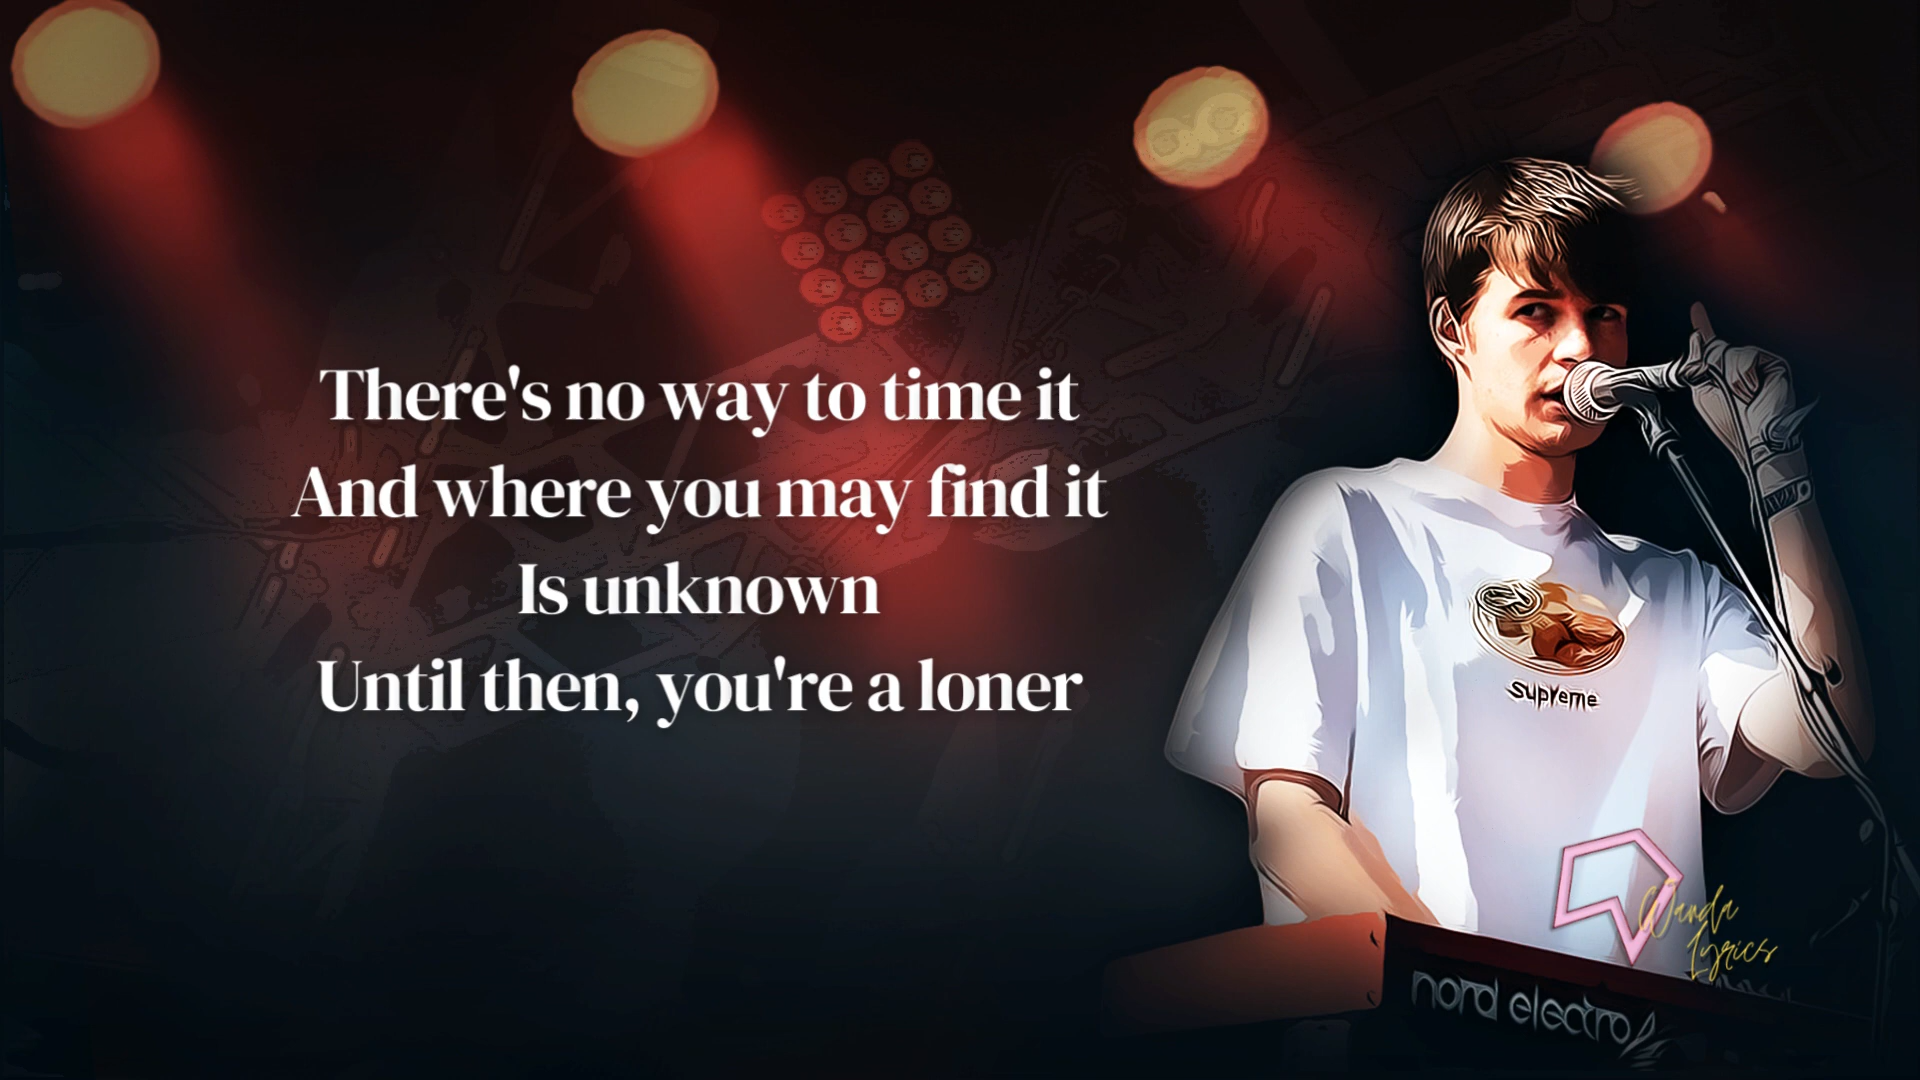 There's no way to time it
And where you may find it
Is unknown
Until then, you're a loner
supreme
Wanda
Lyrics
nord electro